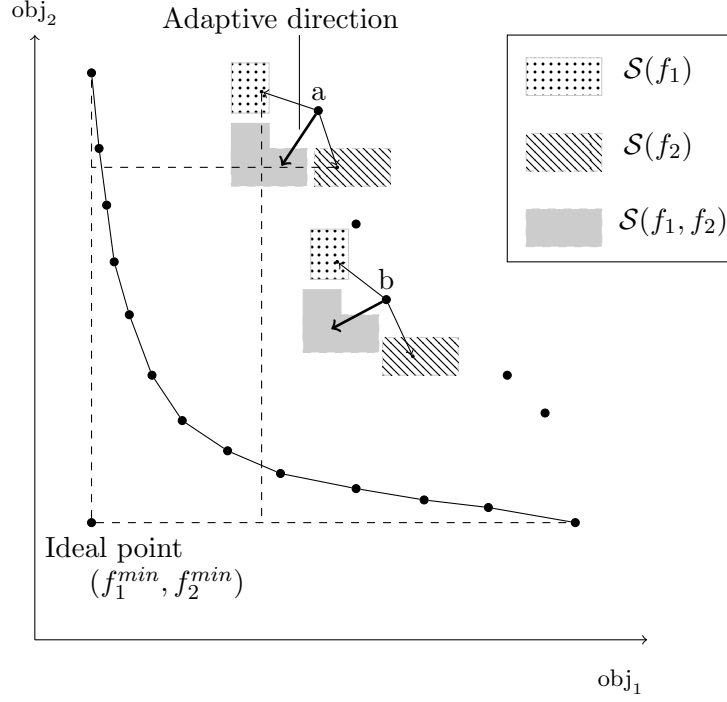 obj₂
Adaptive direction
a
S(f₁)
S(f₂)
S(f₁, f₂)
b
Ideal point
(f₁ᵐⁱⁿ, f₂ᵐⁱⁿ)
obj₁